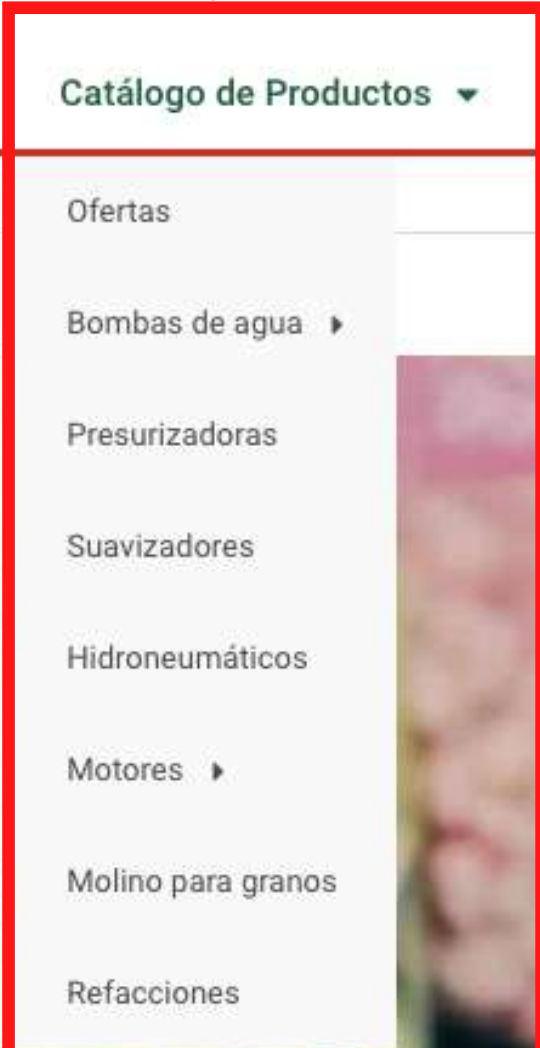 Catálogo de Productos
Ofertas
Bombas de agua
Presurizadoras
Suavizadores
Hidroneumáticos
Motores
Molino para granos
Refacciones